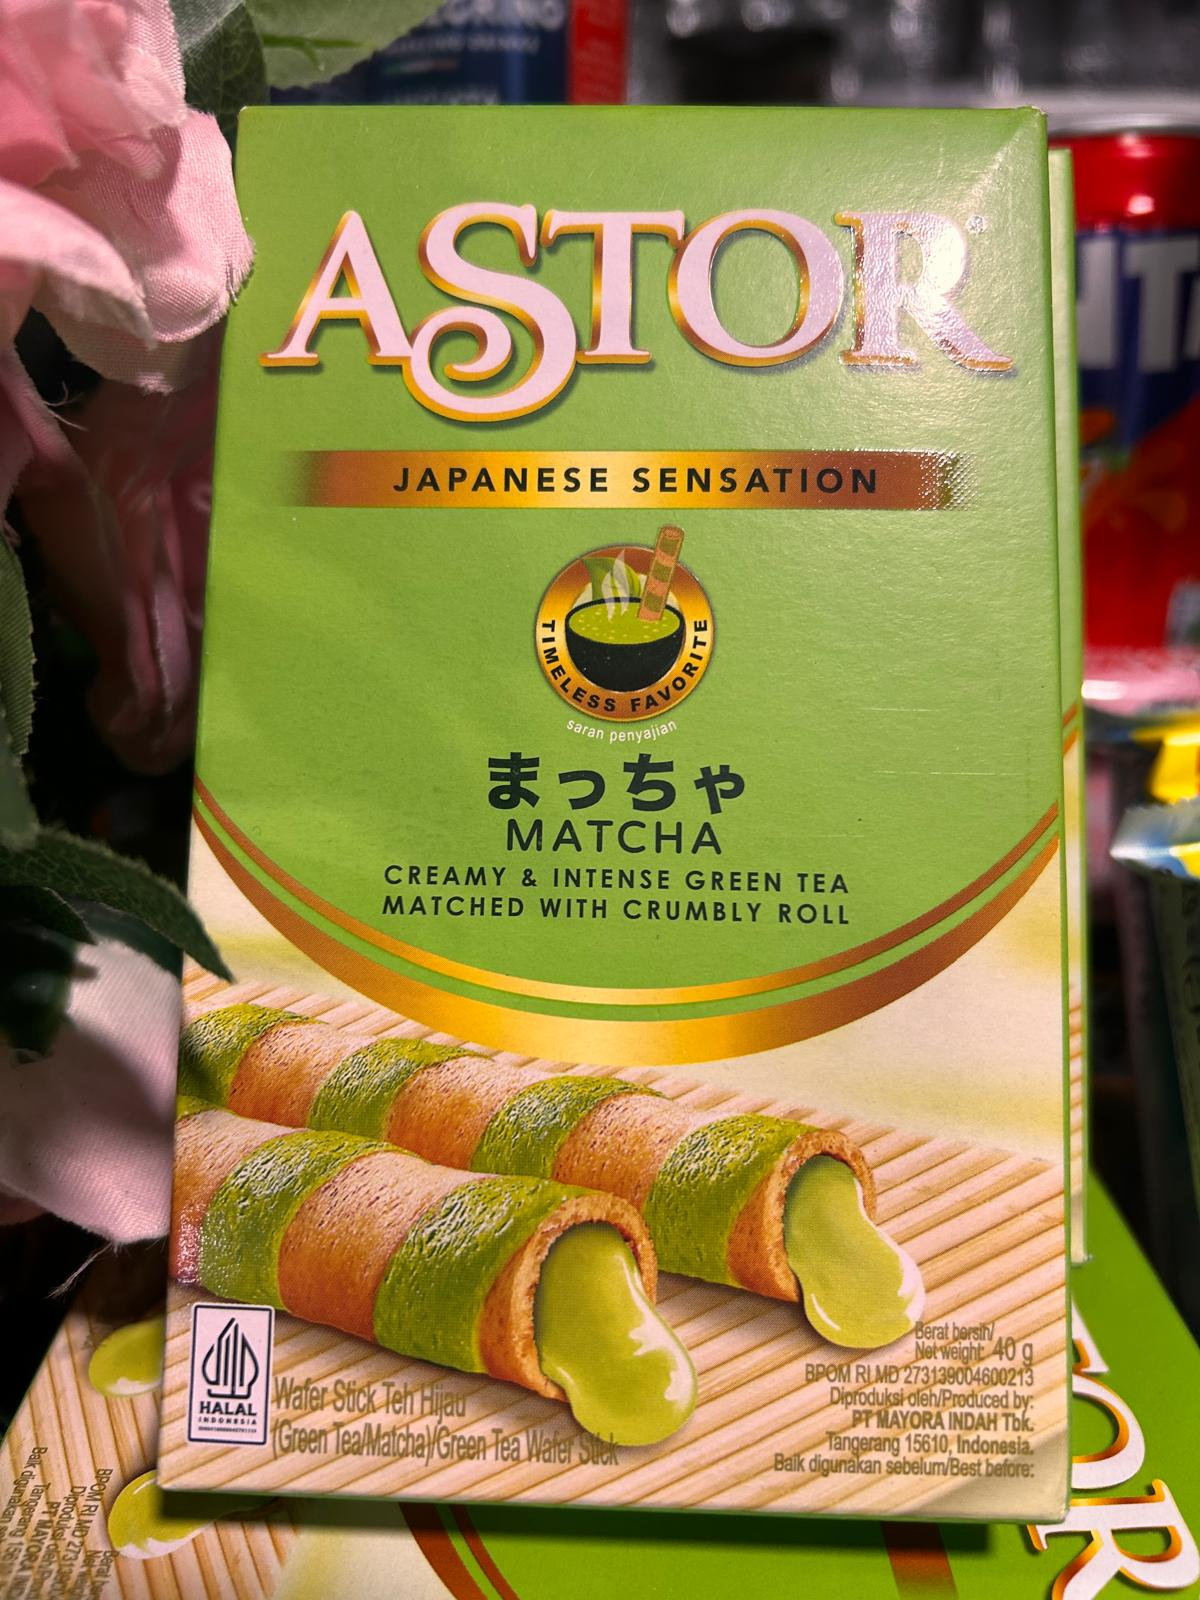 ASTOR®
JAPANESE SENSATION
TIMELESS FAVORITE
saran penyajian
まっちゃ
MATCHA
CREAMY & INTENSE GREEN TEA
MATCHED WITH CRUMBLY ROLL
HALAL
INDONESIA
Wafer Stick Teh Hijau
(Green Tea/Matcha)/Green Tea Wafer Stick
Berat bersih/
Net weight: 40 g
BPOM RI MD 273139004600213
Diproduksi oleh/Produced by:
PT MAYORA INDAH Tbk.
Tangerang 15610, Indonesia.
Baik digunakan sebelum/Best before:
TOR